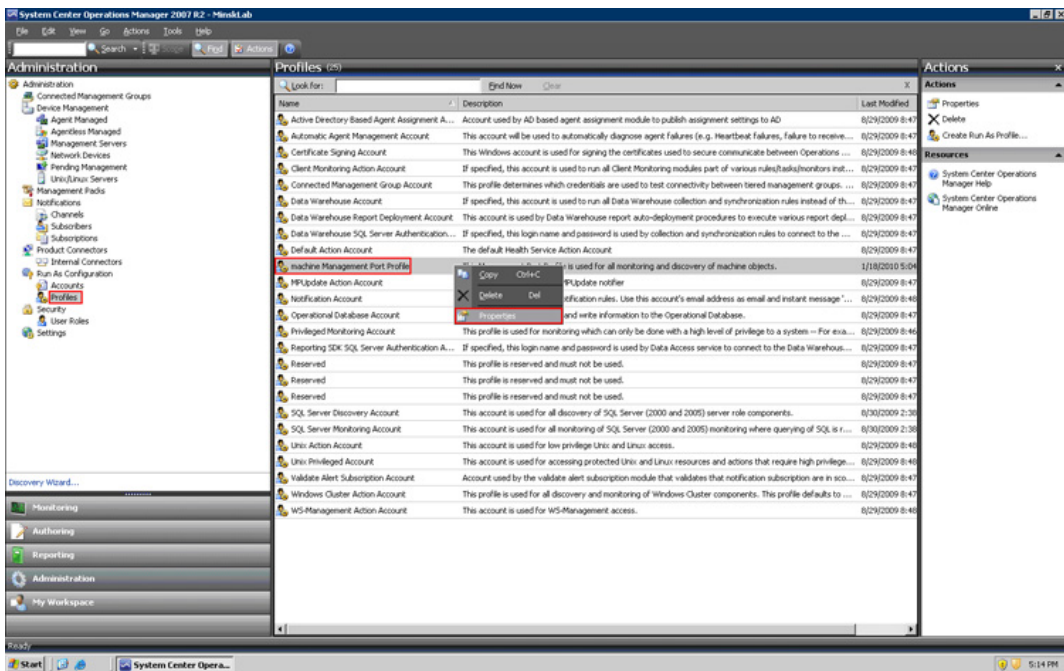 System Center Operations Manager 2007 R2 - MinskLab
File Edit View Go Actions Tools Help
Search Scope Find Actions
Administration
Administration
Connected Management Groups
Device Management
Agent Managed
Agentless Managed
Management Servers
Network Devices
Pending Management
Unix/Linux Servers
Management Packs
Notifications
Channels
Subscribers
Subscriptions
Product Connectors
Internal Connectors
Run As Configuration
Accounts
Profiles
Security
User Roles
Settings
Discovery Wizard...
Monitoring
Authoring
Reporting
Administration
My Workspace
Profiles (25)
Look for: Find Now Clear X
Name Description Last Modified
Active Directory Based Agent Assignment A... Account used by AD based agent assignment module to publish assignment settings to AD 8/29/2009 8:47
Automatic Agent Management Account This account will be used to automatically diagnose agent failures (e.g. Heartbeat failures, failure to receive... 8/29/2009 8:47
Certificate Signing Account This Windows account is used for signing the certificates used to secure communicate between Operations ... 8/29/2009 8:48
Client Monitoring Action Account If specified, this account is used to run all Client Monitoring modules part of various rules/tasks/monitors inst... 8/29/2009 8:47
Connected Management Group Account This profile determines which credentials are used to test connectivity between tiered management groups. ... 8/29/2009 8:47
Data Warehouse Account If specified, this account is used to run all Data Warehouse collection and synchronization rules instead of th... 8/29/2009 8:47
Data Warehouse Report Deployment Account This account is used by Data Warehouse report auto-deployment procedures to execute various report depl... 8/29/2009 8:47
Data Warehouse SQL Server Authentication... If specified, this login name and password is used by collection and synchronization rules to connect to the ... 8/29/2009 8:47
Default Action Account The default Health Service Action Account 8/29/2009 8:47
machine Management Port Profile is used for all monitoring and discovery of machine objects. 1/18/2010 5:04
MPUpdate Action Account MPUpdate notifier 8/29/2009 8:47
Notification Account notification rules. Use this account's email address as email and instant message '... 8/29/2009 8:48
Operational Database Account and write information to the Operational Database. 8/29/2009 8:47
Privileged Monitoring Account This profile is used for monitoring which can only be done with a high level of privilege to a system -- For exa... 8/29/2009 8:46
Reporting SDK SQL Server Authentication A... If specified, this login name and password is used by Data Access service to connect to the Data Warehous... 8/29/2009 8:47
Reserved This profile is reserved and must not be used. 8/29/2009 8:47
Reserved This profile is reserved and must not be used. 8/29/2009 8:47
Reserved This profile is reserved and must not be used. 8/29/2009 8:47
SQL Server Discovery Account This account is used for all discovery of SQL Server (2000 and 2005) server role components. 8/30/2009 2:38
SQL Server Monitoring Account This account is used for all monitoring of SQL Server (2000 and 2005) monitoring where querying of SQL is r... 8/30/2009 2:38
Unix Action Account This account is used for low privilege Unix and Linux access. 8/29/2009 8:48
Unix Privileged Account This account is used for accessing protected Unix and Linux resources and actions that require high privilege... 8/29/2009 8:48
Validate Alert Subscription Account Account used by the validate alert subscription module that validates that notification subscription are in sco... 8/29/2009 8:47
Windows Cluster Action Account This profile is used for all discovery and monitoring of Windows Cluster components. This profile defaults to ... 8/29/2009 8:47
WS-Management Action Account This account is used for WS-Management access. 8/29/2009 8:48
Copy Ctrl+C
Delete Del
Properties
Actions x
Actions
Properties
Delete
Create Run As Profile...
Resources
System Center Operations
Manager Help
System Center Operations
Manager Online
Ready
Start System Center Opera... 5:14 PM